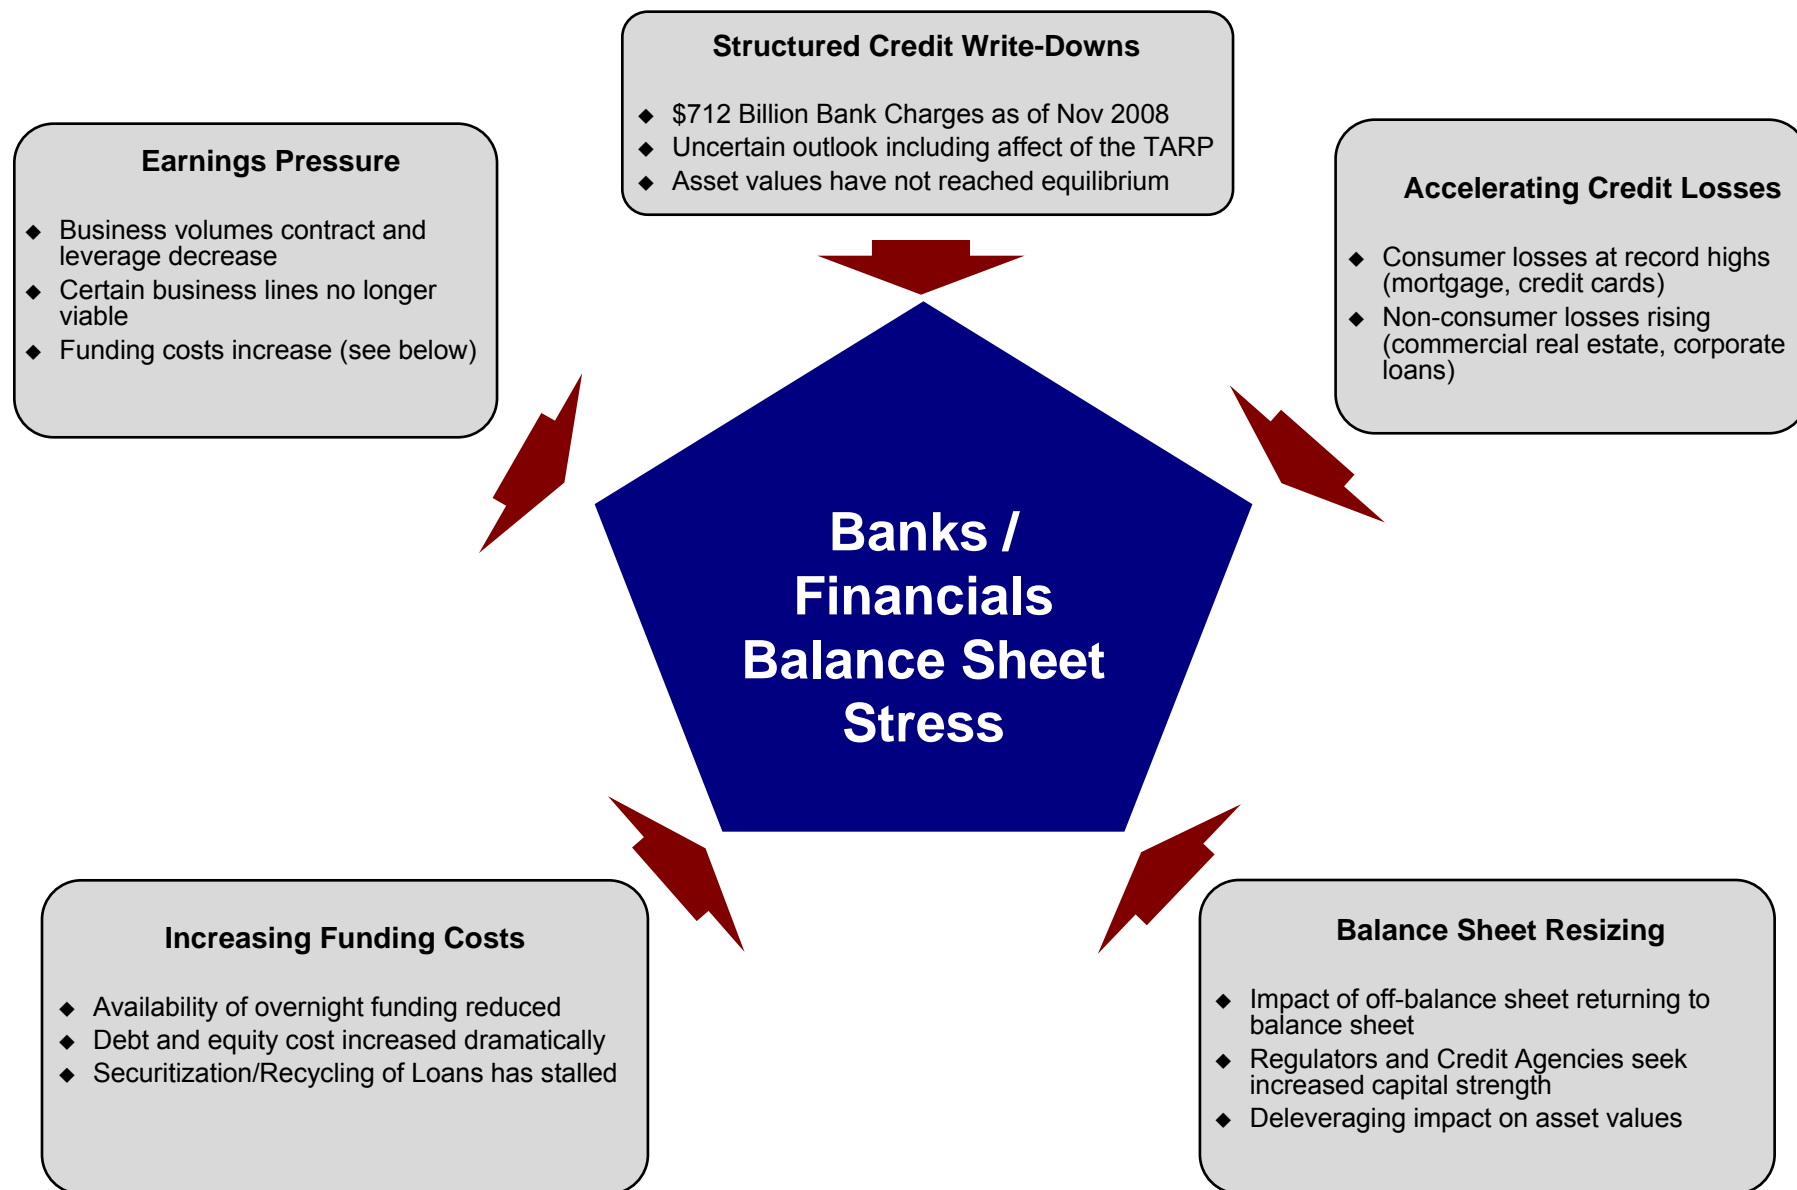 Structured Credit Write-Downs
◆ $712 Billion Bank Charges as of Nov 2008
◆ Uncertain outlook including affect of the TARP
◆ Asset values have not reached equilibrium
Earnings Pressure
◆ Business volumes contract and
leverage decrease
◆ Certain business lines no longer
viable
◆ Funding costs increase (see below)
Accelerating Credit Losses
◆ Consumer losses at record highs
(mortgage, credit cards)
◆ Non-consumer losses rising
(commercial real estate, corporate
loans)
Banks /
Financials
Balance Sheet
Stress
Increasing Funding Costs
◆ Availability of overnight funding reduced
◆ Debt and equity cost increased dramatically
◆ Securitization/Recycling of Loans has stalled
Balance Sheet Resizing
◆ Impact of off-balance sheet returning to
balance sheet
◆ Regulators and Credit Agencies seek
increased capital strength
◆ Deleveraging impact on asset values